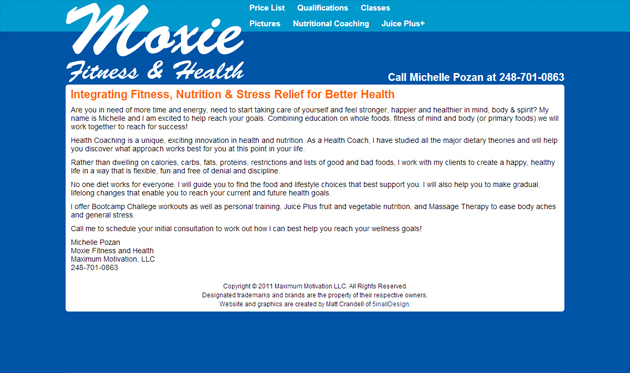 Moxie
Fitness & Health
Price List Qualifications Classes
Pictures Nutritional Coaching Juice Plus+
Call Michelle Pozan at 248-701-0863
Integrating Fitness, Nutrition & Stress Relief for Better Health
Are you in need of more time and energy, need to start taking care of yourself and feel stronger, happier and healthier in mind, body & spirit? My
name is Michelle and I am excited to help reach your goals. Combining education on whole foods, fitness of mind and body (or primary foods) we will
work together to reach for success!
Health Coaching is a unique, exciting innovation in health and nutrition. As a Health Coach, I have studied all the major dietary theories and will help
you discover what approach works best for you at this point in your life.
Rather than dwelling on calories, carbs, fats, proteins, restrictions and lists of good and bad foods, I work with my clients to create a happy, healthy
life in a way that is flexible, fun and free of denial and discipline.
No one diet works for everyone. I will guide you to find the food and lifestyle choices that best support you. I will also help you to make gradual,
lifelong changes that enable you to reach your current and future health goals.
I offer Bootcamp Challege workouts as well as personal training, Juice Plus fruit and vegetable nutrition, and Massage Therapy to ease body aches
and general stress.
Call me to schedule your initial consultation to work out how I can best help you reach your wellness goals!
Michelle Pozan
Moxie Fitness and Health
Maximum Motivation, LLC
248-701-0863
Copyright © 2011 Maximum Motivation LLC. All Rights Reserved.
Designated trademarks and brands are the property of their respective owners.
Website and graphics are created by Matt Crandell of 5inallDesign.